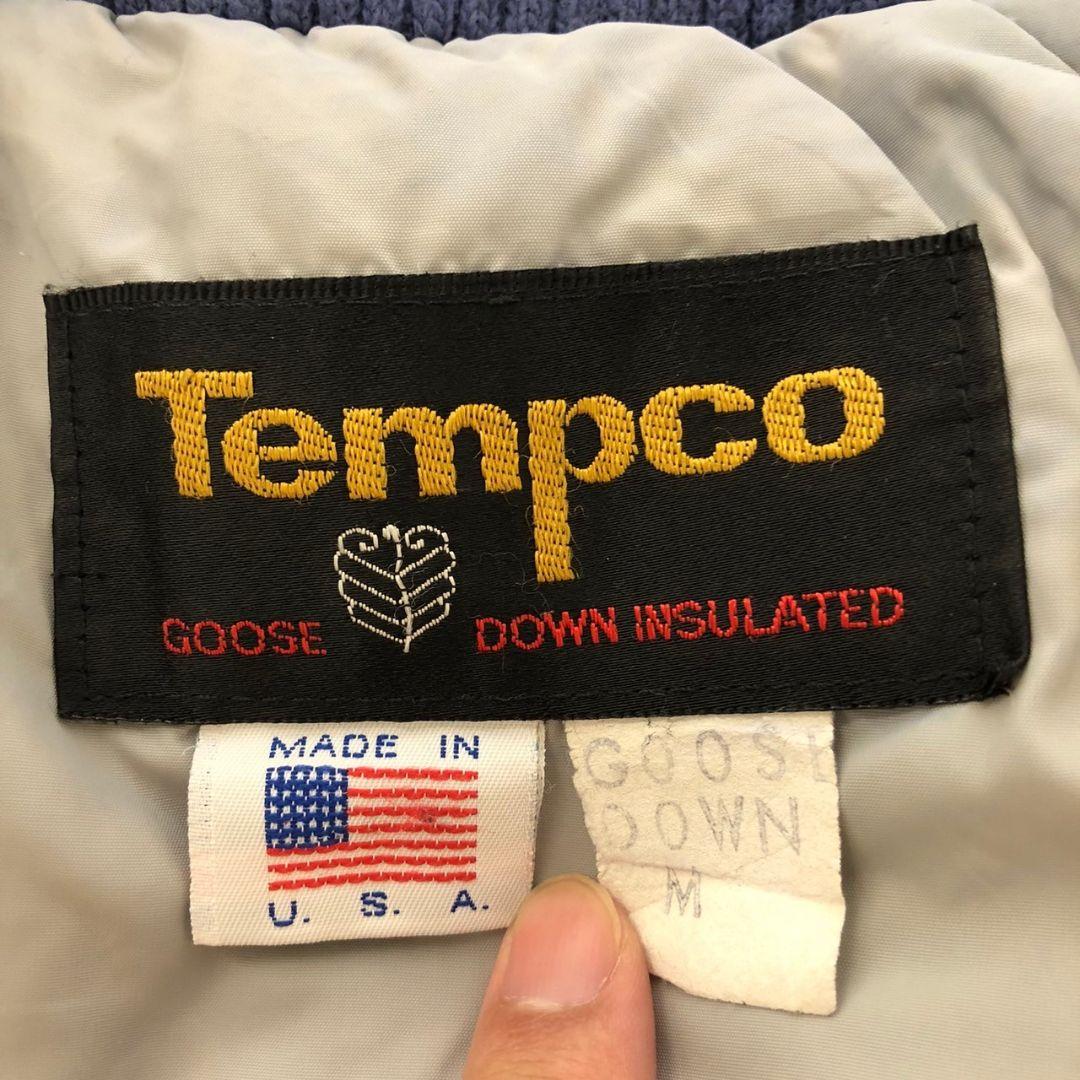 Tempco
GOOSE DOWN INSULATED
MADE IN
U. S. A.
GOOSE
DOWN
M